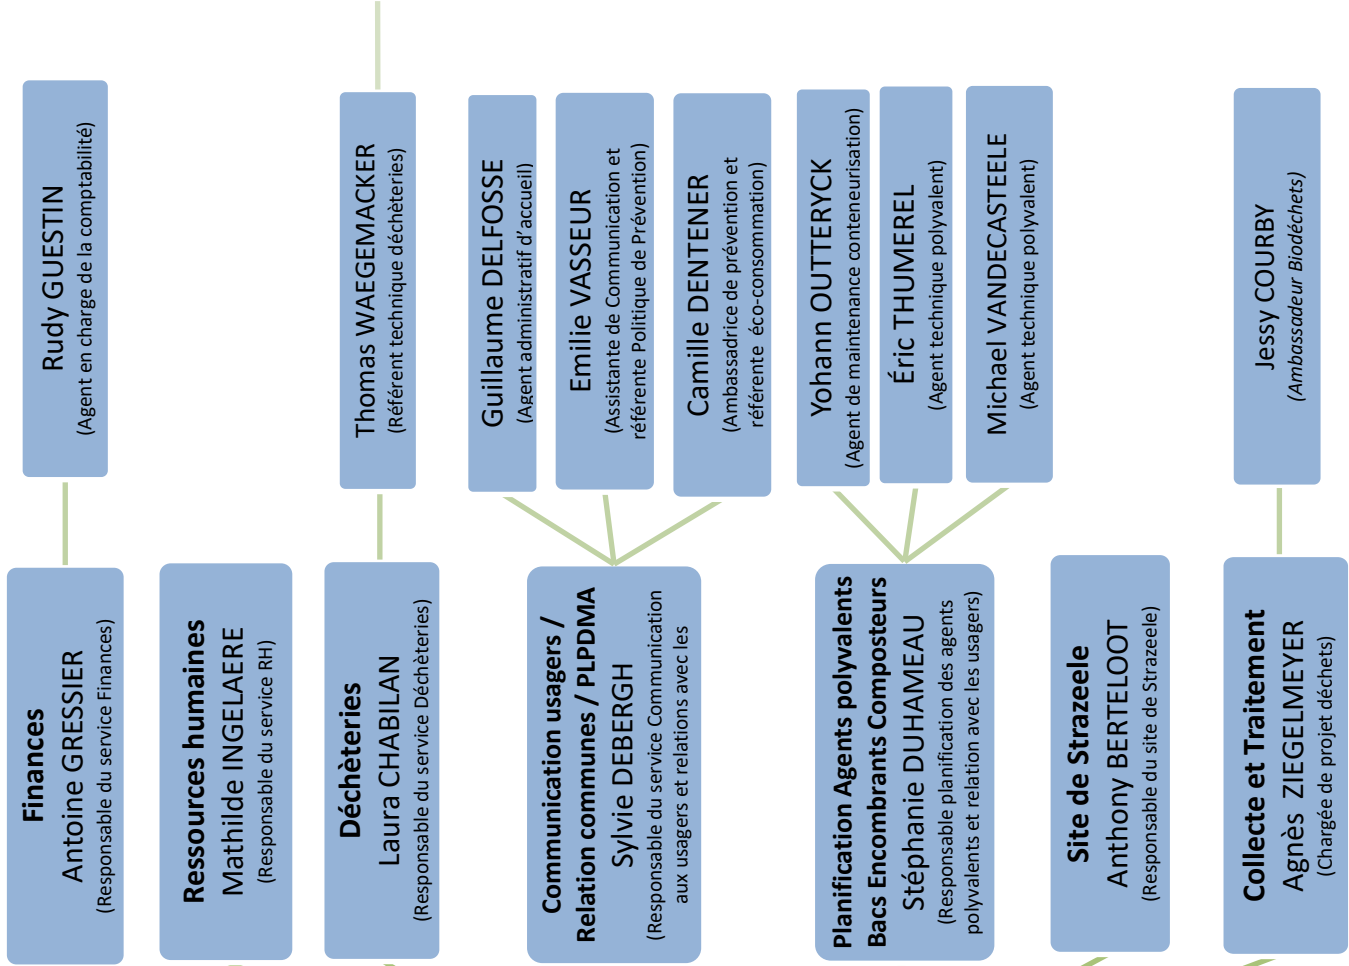 Finances
Antoine GRESSIER
(Responsable du service Finances)
Rudy GUESTIN
(Agent en charge de la comptabilité)
Ressources humaines
Mathilde INGELAERE
(Responsable du service RH)
Déchèteries
Laura CHABILAN
(Responsable du service Déchèteries)
Thomas WAEGEMACKER
(Référent technique déchèteries)
Communication usagers /
Relation communes / PLPDMA
Sylvie DEBERGH
(Responsable du service Communication
aux usagers et relations avec les
Guillaume DELFOSSE
(Agent administratif d’accueil)
Emilie VASSEUR
(Assistante de Communication et
référente Politique de Prévention)
Camille DENTENER
(Ambassadrice de prévention et
référente éco-consommation)
Planification Agents polyvalents
Bacs Encombrants Composteurs
Stéphanie DUHAMEAU
(Responsable planification des agents
polyvalents et relation avec les usagers)
Yohann OUTTERYCK
(Agent de maintenance conteneurisation)
Éric THUMEREL
(Agent technique polyvalent)
Michael VANDECASTEELE
(Agent technique polyvalent)
Site de Strazeele
Anthony BERTELOOT
(Responsable du site de Strazeele)
Collecte et Traitement
Agnès ZIEGELMEYER
(Chargée de projet déchets)
Jessy COURBY
(Ambassadeur Biodéchets)